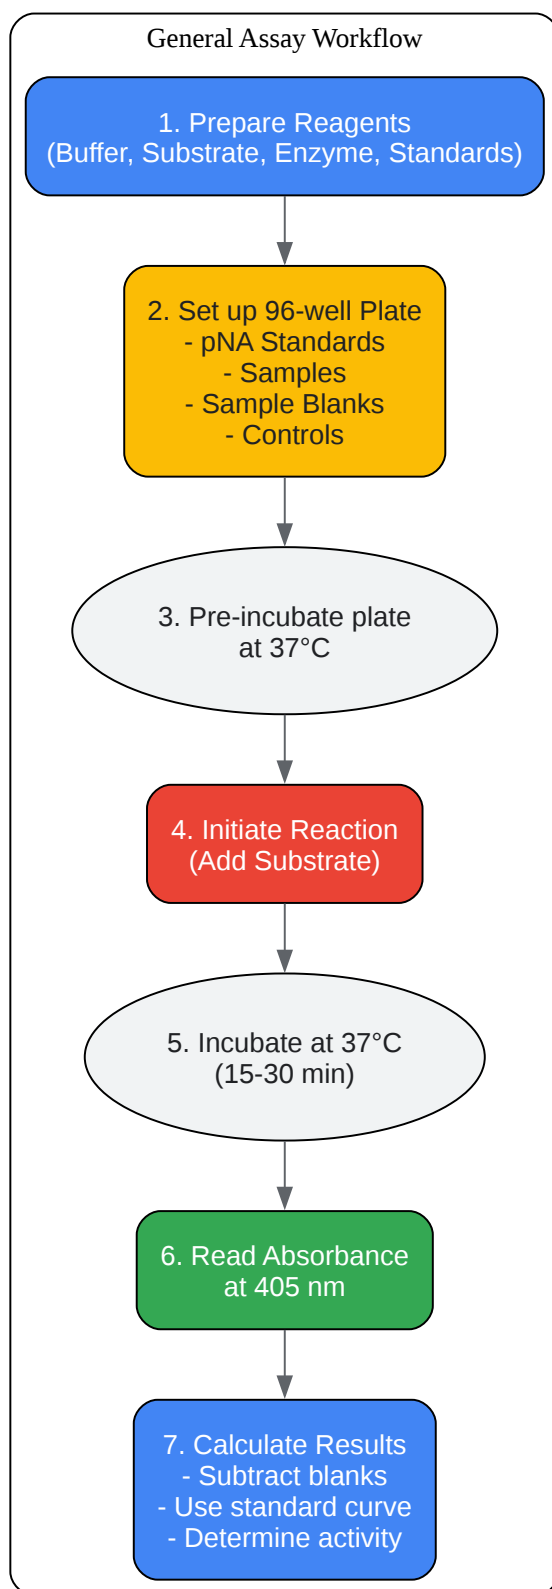 General Assay Workflow
1. Prepare Reagents
(Buffer, Substrate, Enzyme, Standards)
2. Set up 96-well Plate
- pNA Standards
- Samples
- Sample Blanks
- Controls
3. Pre-incubate plate
at 37°C
4. Initiate Reaction
(Add Substrate)
5. Incubate at 37°C
(15-30 min)
6. Read Absorbance
at 405 nm
7. Calculate Results
- Subtract blanks
- Use standard curve
- Determine activity